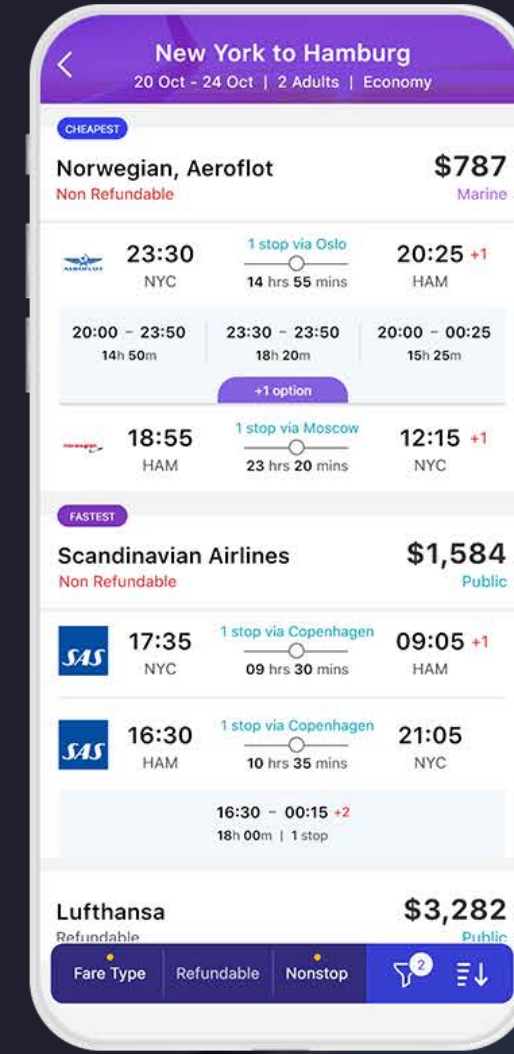 New York to Hamburg
20 Oct - 24 Oct | 2 Adults | Economy
CHEAPEST
Norwegian, Aeroflot $787
Non Refundable Marine
1 stop via Oslo
AEROFLOT 23:30 20:25 +1
NYC 14 hrs 55 mins HAM
20:00 - 23:50 23:30 - 23:50 20:00 - 00:25
14h 50m 18h 20m 15h 25m
+1 option
1 stop via Moscow
norwegian 18:55 12:15 +1
HAM 23 hrs 20 mins NYC
FASTEST
Scandinavian Airlines $1,584
Non Refundable Public
1 stop via Copenhagen
SAS 17:35 09:05 +1
NYC 09 hrs 30 mins HAM
1 stop via Copenhagen
SAS 16:30 21:05
HAM 10 hrs 35 mins NYC
16:30 - 00:15 +2
18h 00m | 1 stop
Lufthansa $3,282
Refundable Public
Fare Type Refundable Nonstop 2